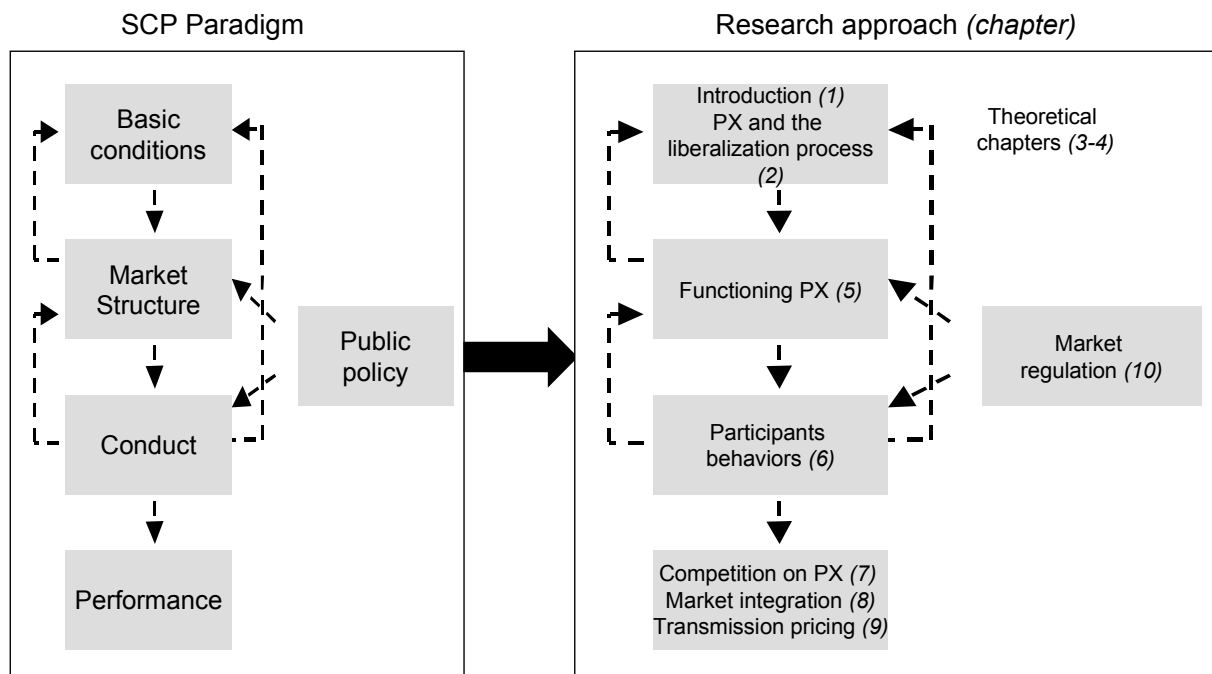 SCP Paradigm
Basic
conditions
Market
Structure
Conduct
Performance
Public
policy
Research approach (chapter)
Introduction (1)
PX and the
liberalization process
(2)
Theoretical
chapters (3-4)
Functioning PX (5)
Participants
behaviors (6)
Market
regulation (10)
Competition on PX (7)
Market integration (8)
Transmission pricing (9)